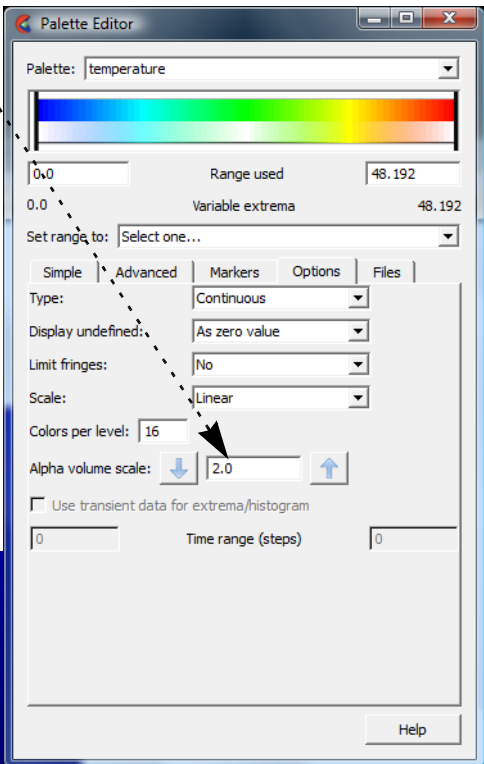 Palette Editor
Palette: temperature
0.0 Range used 48.192
0.0 Variable extrema 48.192
Set range to: Select one...
Simple Advanced Markers Options Files
Type: Continuous
Display undefined: As zero value
Limit fringes: No
Scale: Linear
Colors per level: 16
Alpha volume scale: 2.0
Use transient data for extrema/histogram
0 Time range (steps) 0
Help